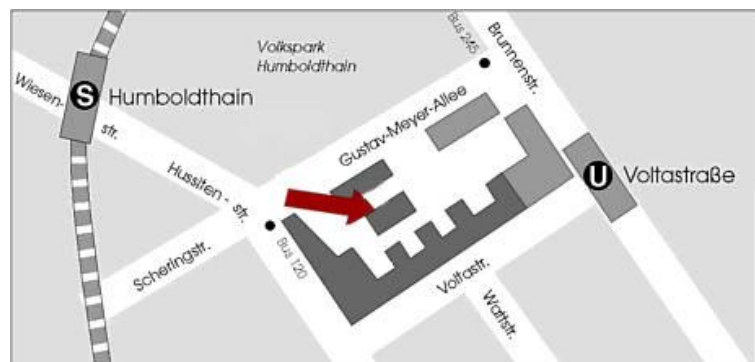 Volkspark
Humboldthain
Bus 245
Brunnenstr.
Wiesen-
str.
S Humboldthain
Gustav-Meyer-Allee
Hussiten-
str.
U Voltastraße
Scheringstr.
Bus 120
Voltastr.
Wattstr.